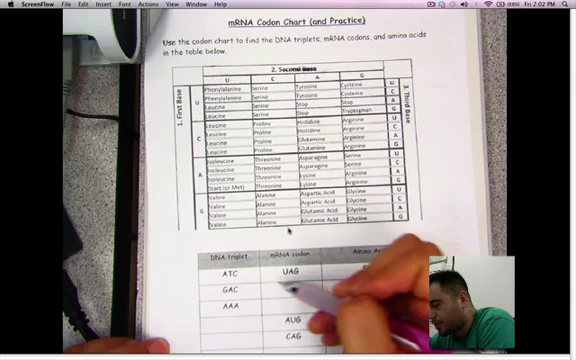 ScreenFlow File Edit Mark Actions Arrange Font Window Help Fri 2:02 PM
mRNA Codon Chart (and Practice)
Use the codon chart to find the DNA triplets, mRNA codons, and amino acids
in the table below.
2. Second Base
U C A G
1. First Base
3. Third Base
U
Phenylalanine Serine Tyrosine Cysteine U
Phenylalanine Serine Tyrosine Cysteine C
Leucine Serine Stop Stop A
Leucine Serine Stop Tryptophan G
C
Leucine Proline Histidine Arginine U
Leucine Proline Histidine Arginine C
Leucine Proline Glutamine Arginine A
Leucine Proline Glutamine Arginine G
A
Isoleucine Threonine Asparagine Serine U
Isoleucine Threonine Asparagine Serine C
Isoleucine Threonine Lysine Arginine A
Start (or Met) Threonine Lysine Arginine G
G
Valine Alanine Aspartic Acid Glycine U
Valine Alanine Aspartic Acid Glycine C
Valine Alanine Glutamic Acid Glycine A
Valine Alanine Glutamic Acid Glycine G
DNA triplet mRNA codon Amino
ATC UAG
GAC
AAA
AUG
CAG